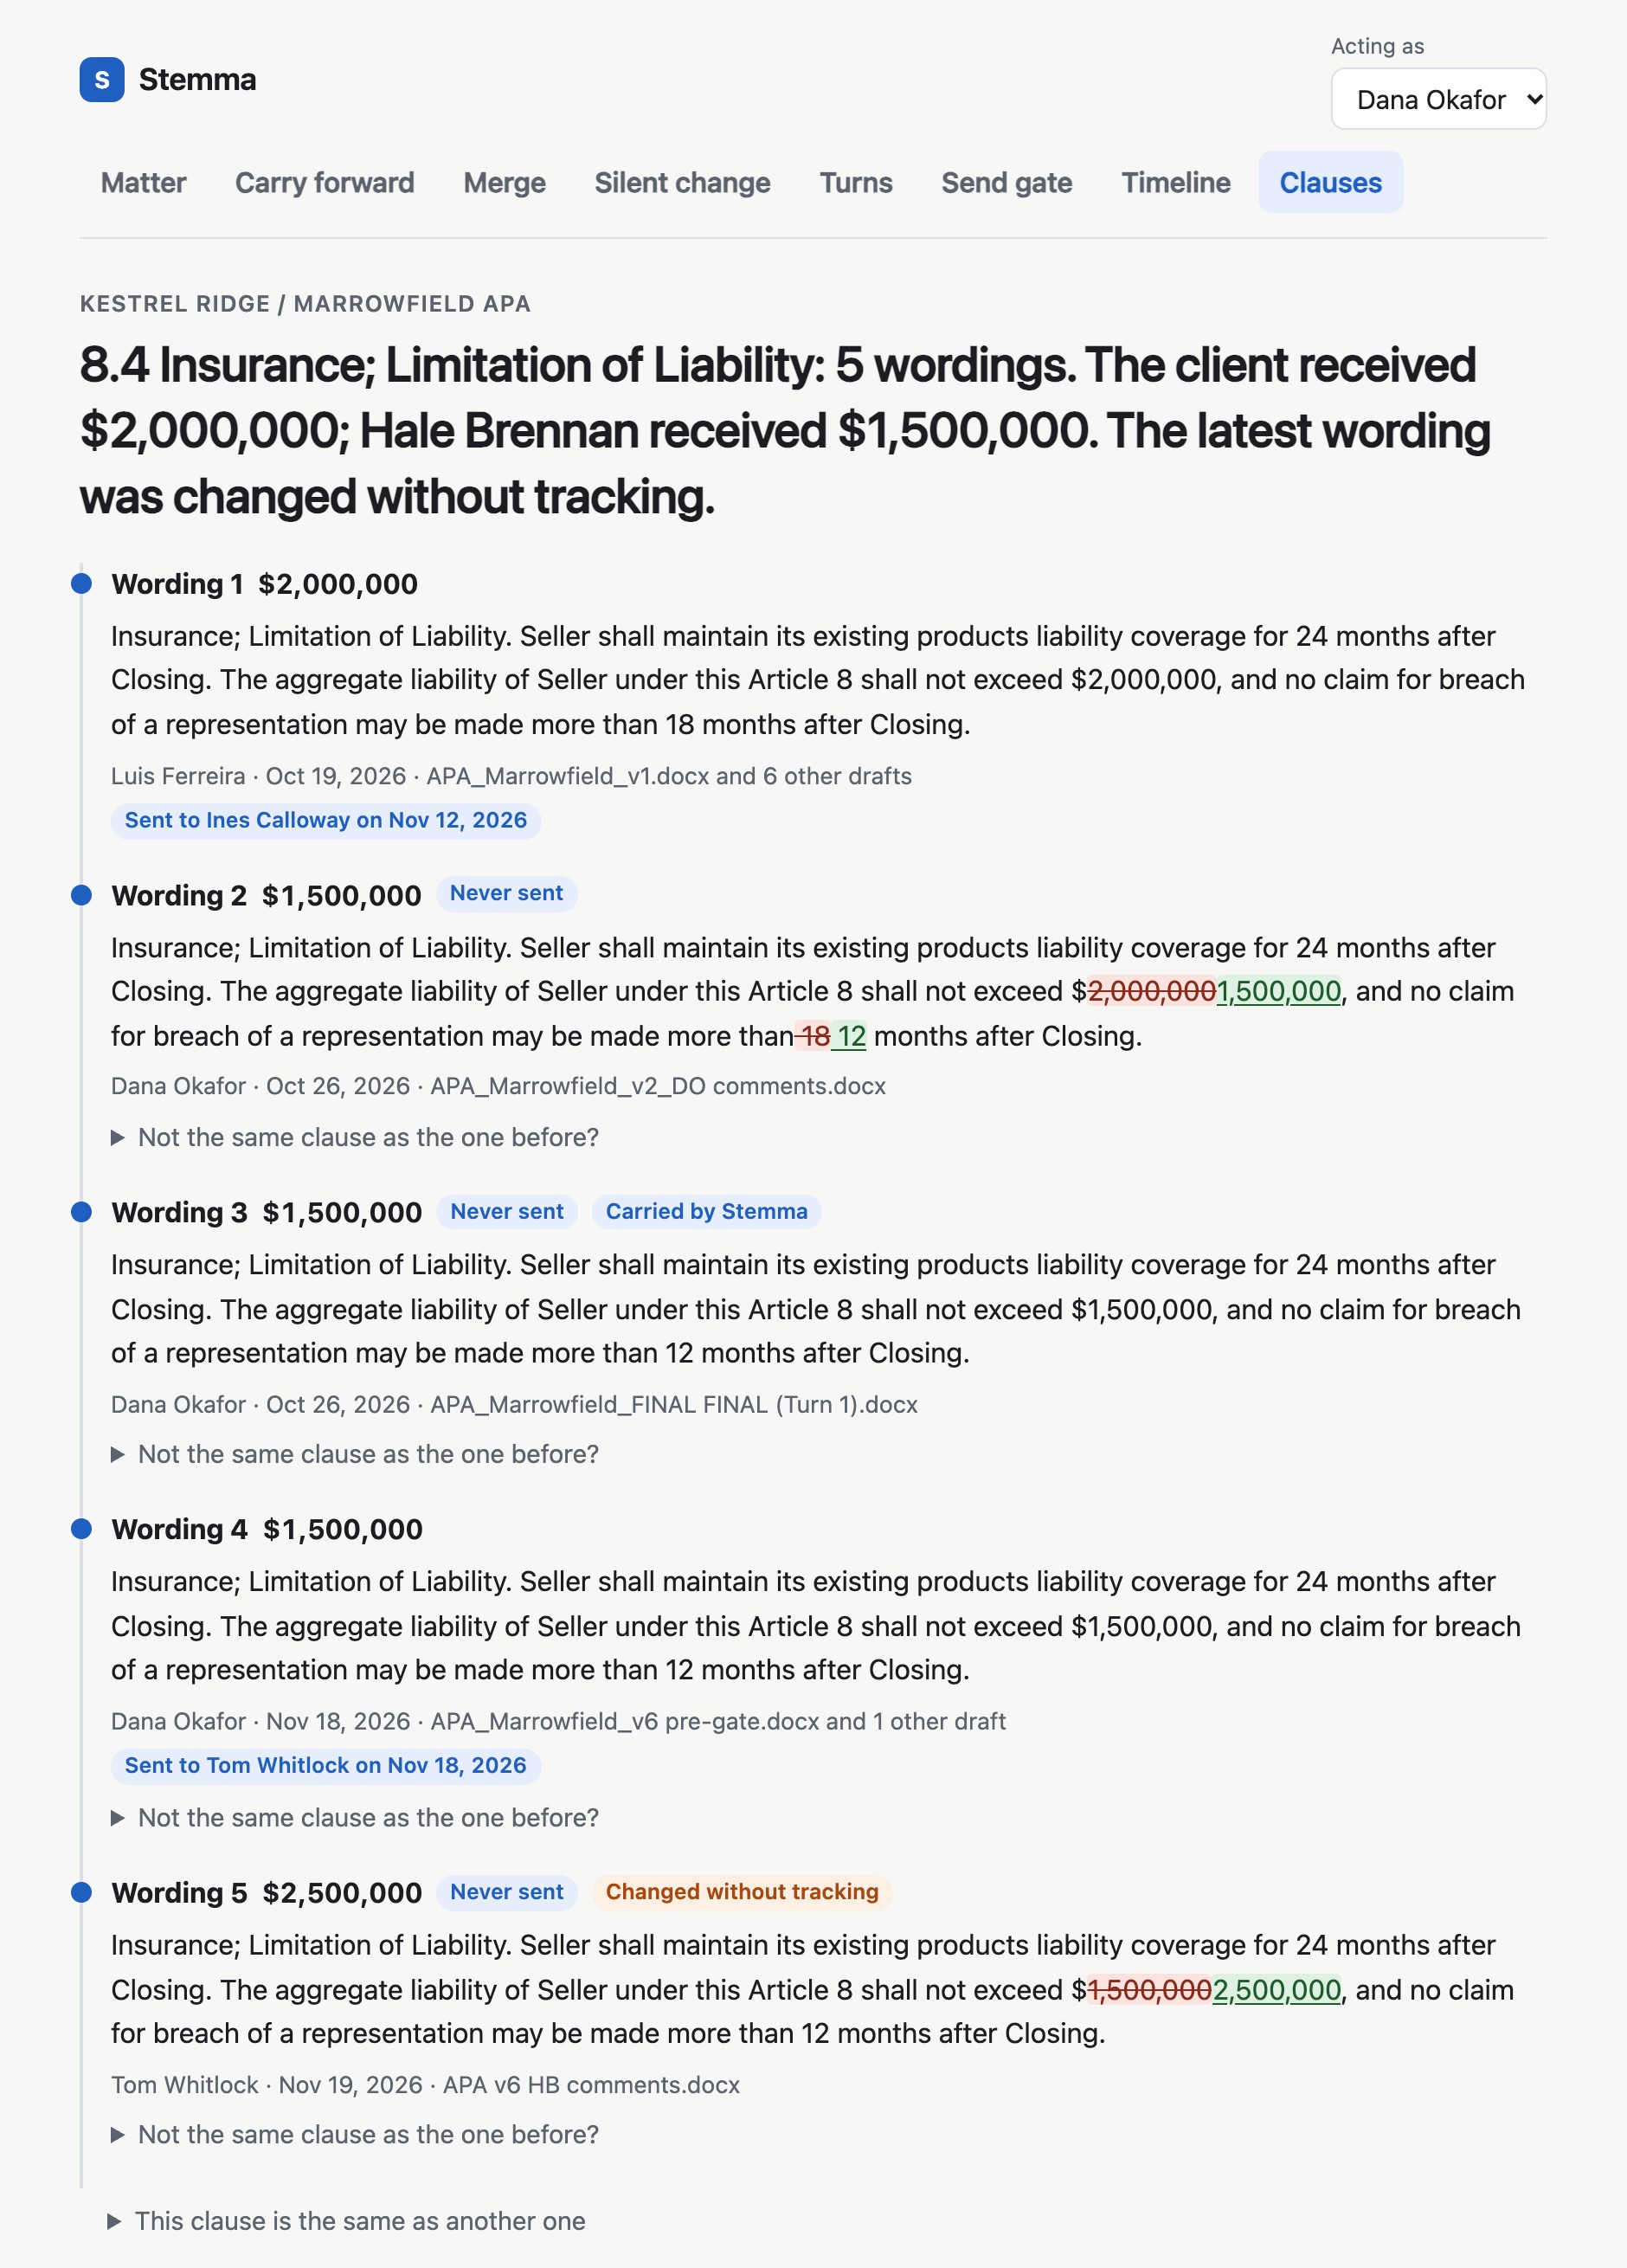 S Stemma
Acting as
Dana Okafor
Matter Carry forward Merge Silent change Turns Send gate Timeline Clauses
KESTREL RIDGE / MARROWFIELD APA
8.4 Insurance; Limitation of Liability: 5 wordings. The client received
$2,000,000; Hale Brennan received $1,500,000. The latest wording
was changed without tracking.
Wording 1 $2,000,000
Insurance; Limitation of Liability. Seller shall maintain its existing products liability coverage for 24 months after
Closing. The aggregate liability of Seller under this Article 8 shall not exceed $2,000,000, and no claim for breach
of a representation may be made more than 18 months after Closing.
Luis Ferreira · Oct 19, 2026 · APA_Marrowfield_v1.docx and 6 other drafts
Sent to Ines Calloway on Nov 12, 2026
Wording 2 $1,500,000 Never sent
Insurance; Limitation of Liability. Seller shall maintain its existing products liability coverage for 24 months after
Closing. The aggregate liability of Seller under this Article 8 shall not exceed $2,000,0001,500,000, and no claim
for breach of a representation may be made more than 18 12 months after Closing.
Dana Okafor · Oct 26, 2026 · APA_Marrowfield_v2_DO comments.docx
Not the same clause as the one before?
Wording 3 $1,500,000 Never sent Carried by Stemma
Insurance; Limitation of Liability. Seller shall maintain its existing products liability coverage for 24 months after
Closing. The aggregate liability of Seller under this Article 8 shall not exceed $1,500,000, and no claim for breach
of a representation may be made more than 12 months after Closing.
Dana Okafor · Oct 26, 2026 · APA_Marrowfield_FINAL FINAL (Turn 1).docx
Not the same clause as the one before?
Wording 4 $1,500,000
Insurance; Limitation of Liability. Seller shall maintain its existing products liability coverage for 24 months after
Closing. The aggregate liability of Seller under this Article 8 shall not exceed $1,500,000, and no claim for breach
of a representation may be made more than 12 months after Closing.
Dana Okafor · Nov 18, 2026 · APA_Marrowfield_v6 pre-gate.docx and 1 other draft
Sent to Tom Whitlock on Nov 18, 2026
Not the same clause as the one before?
Wording 5 $2,500,000 Never sent Changed without tracking
Insurance; Limitation of Liability. Seller shall maintain its existing products liability coverage for 24 months after
Closing. The aggregate liability of Seller under this Article 8 shall not exceed $1,500,0002,500,000, and no claim
for breach of a representation may be made more than 12 months after Closing.
Tom Whitlock · Nov 19, 2026 · APA v6 HB comments.docx
Not the same clause as the one before?
This clause is the same as another one